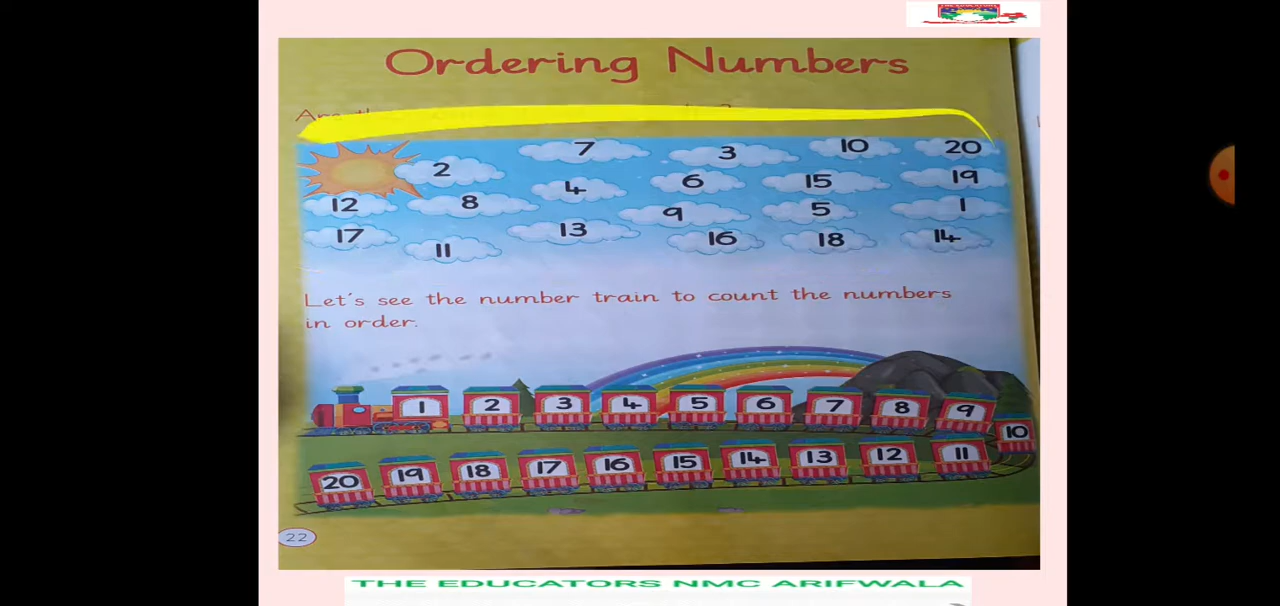 THE EDUCATORS
Ordering Numbers
7 3 10 20
2 4 6 15 19
12 8 9 5 1
17 11 13 16 18 14
Let's see the number train to count the numbers
in order.
1 2 3 4 5 6 7 8 9
10
20 19 18 17 16 15 14 13 12 11
22
THE EDUCATORS NMC ARIFWALA